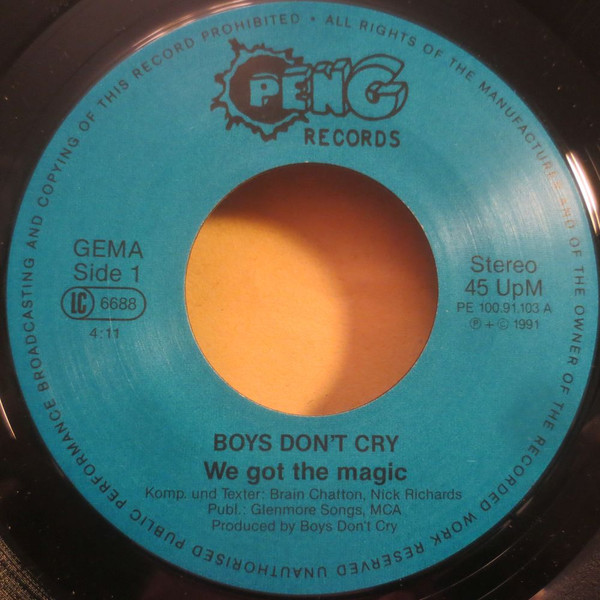 PENG
RECORDS
GEMA
Side 1
LC 6688
4:11
Stereo
45 UpM
PE 100.91.103 A
℗ + © 1991
BOYS DON'T CRY
We got the magic
Komp. und Texter: Brain Chatton, Nick Richards
Publ.: Glenmore Songs, MCA
Produced by Boys Don't Cry
ALL RIGHTS OF THE MANUFACTURER AND OF THE OWNER OF THE RECORDED WORK RESERVED UNAUTHORISED PUBLIC PERFORMANCE BROADCASTING AND COPYING OF THIS RECORD PROHIBITED •